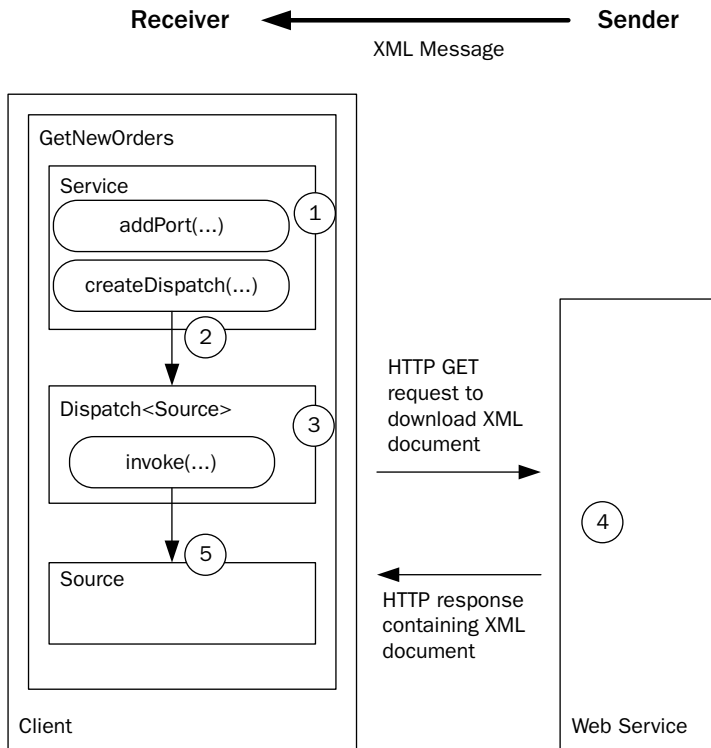 Receiver
Sender
XML Message
GetNewOrders
Service
1
addPort(...)
createDispatch(...)
2
Dispatch<Source>
3
invoke(...)
5
Source
HTTP GET
request to
download XML
document
4
HTTP response
containing XML
document
Client
Web Service